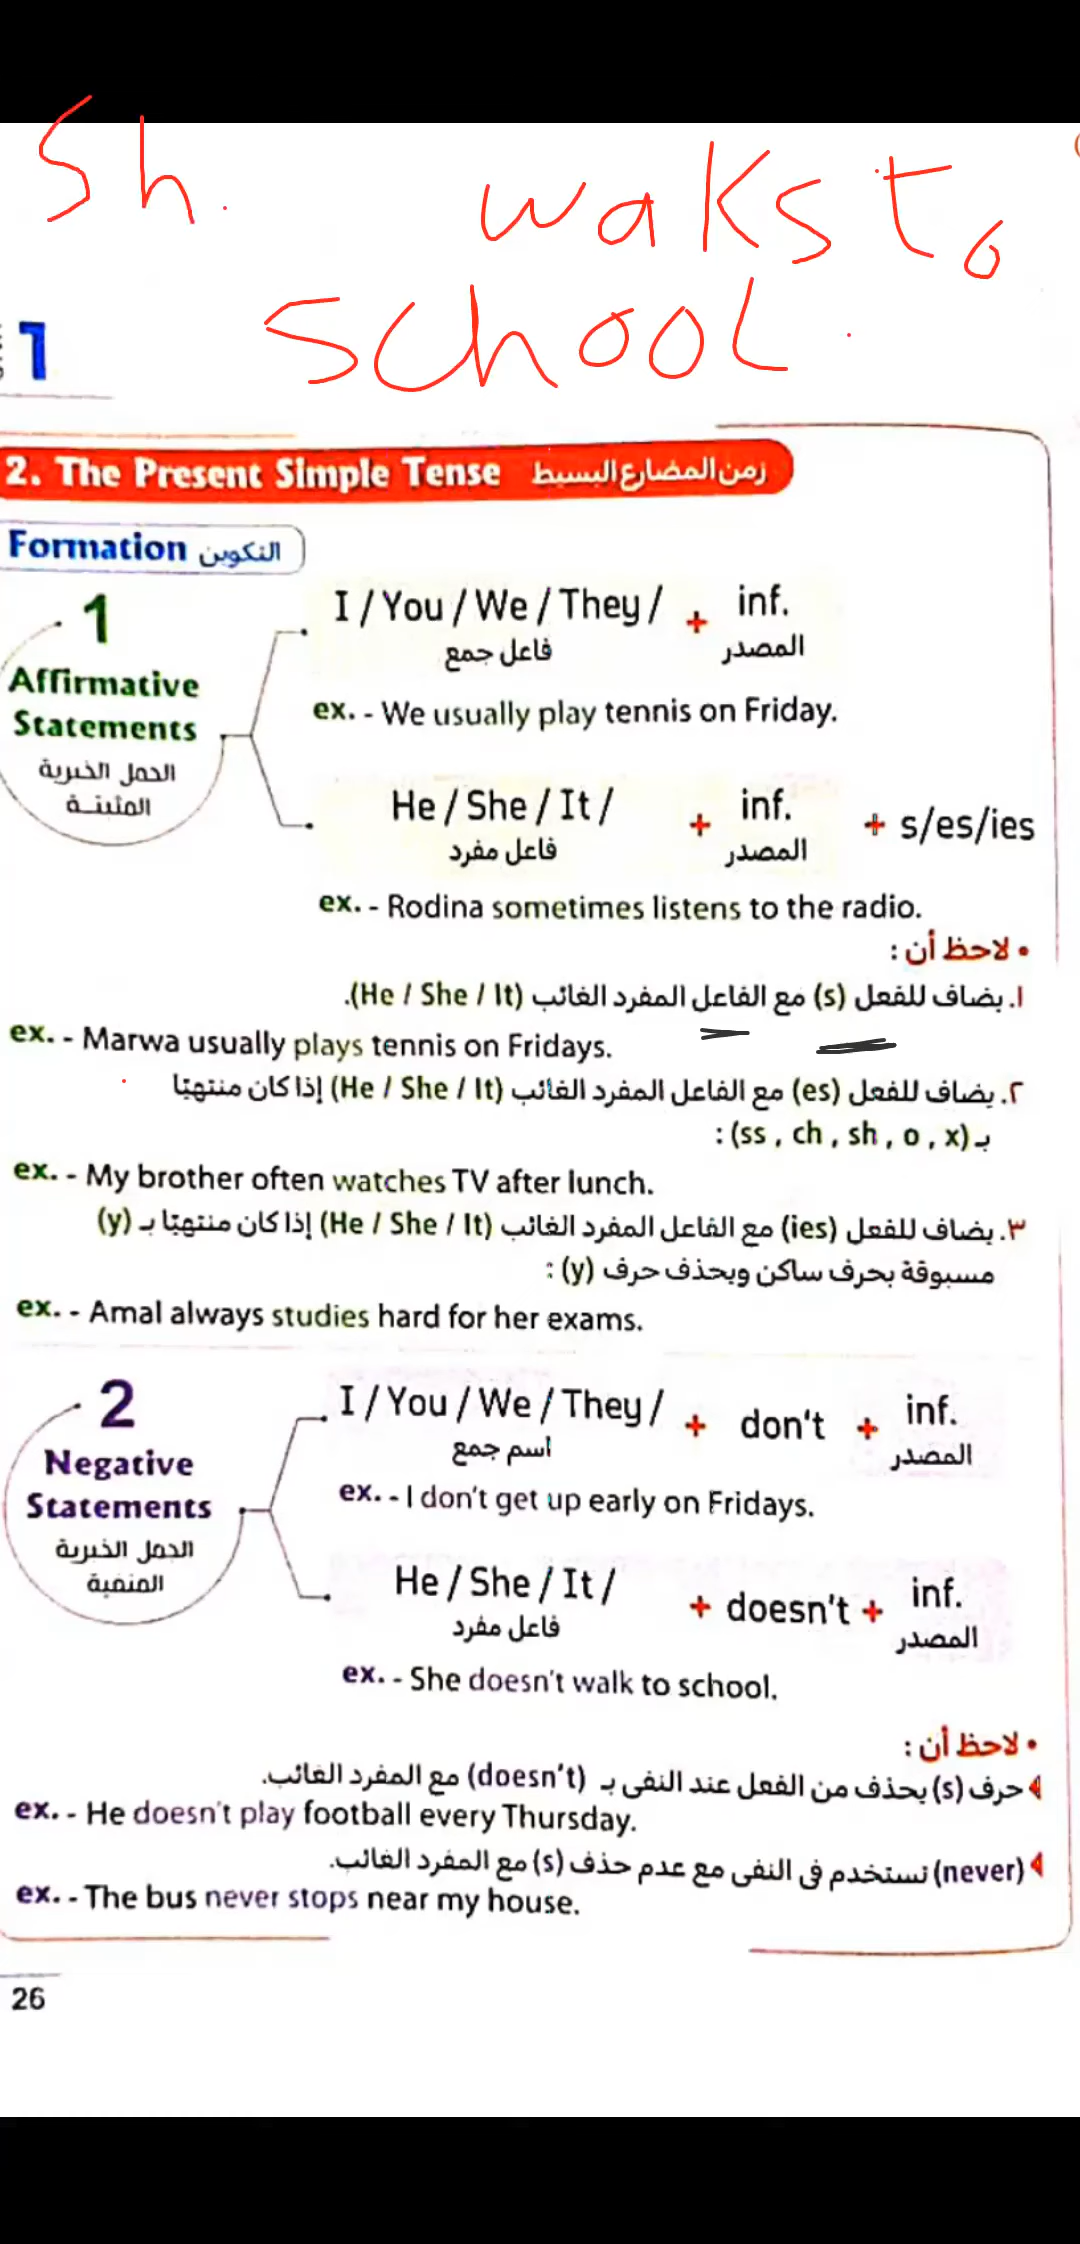 Sh. waks to
school.
1
2. The Present Simple Tense زمن المضارع البسيط
Formation التكوين
1
Affirmative
Statements
الجمل الخبرية
المثبتة
I / You / We / They / + inf.
فاعل جمع المصدر
ex. - We usually play tennis on Friday.
He / She / It / + inf. + s/es/ies
فاعل مفرد المصدر
ex. - Rodina sometimes listens to the radio.
• لاحظ أن :
١. يضاف للفعل (s) مع الفاعل المفرد الغائب (He / She / It).
ex. - Marwa usually plays tennis on Fridays.
٢. يضاف للفعل (es) مع الفاعل المفرد الغائب (He / She / It) إذا كان منتهيًا
بـ (ss , ch , sh , o , x) :
ex. - My brother often watches TV after lunch.
٣. يضاف للفعل (ies) مع الفاعل المفرد الغائب (He / She / It) إذا كان منتهيًا بـ (y)
مسبوقة بحرف ساكن ويحذف حرف (y) :
ex. - Amal always studies hard for her exams.
2
Negative
Statements
الجمل الخبرية
المنفية
I / You / We / They / + don't + inf.
اسم جمع المصدر
ex. - I don't get up early on Fridays.
He / She / It / + doesn't + inf.
فاعل مفرد المصدر
ex. - She doesn't walk to school.
• لاحظ أن :
حرف (s) يحذف من الفعل عند النفى بـ (doesn't) مع المفرد الغائب.
ex. - He doesn't play football every Thursday.
(never) تستخدم فى النفى مع عدم حذف (s) مع المفرد الغائب.
ex. - The bus never stops near my house.
26